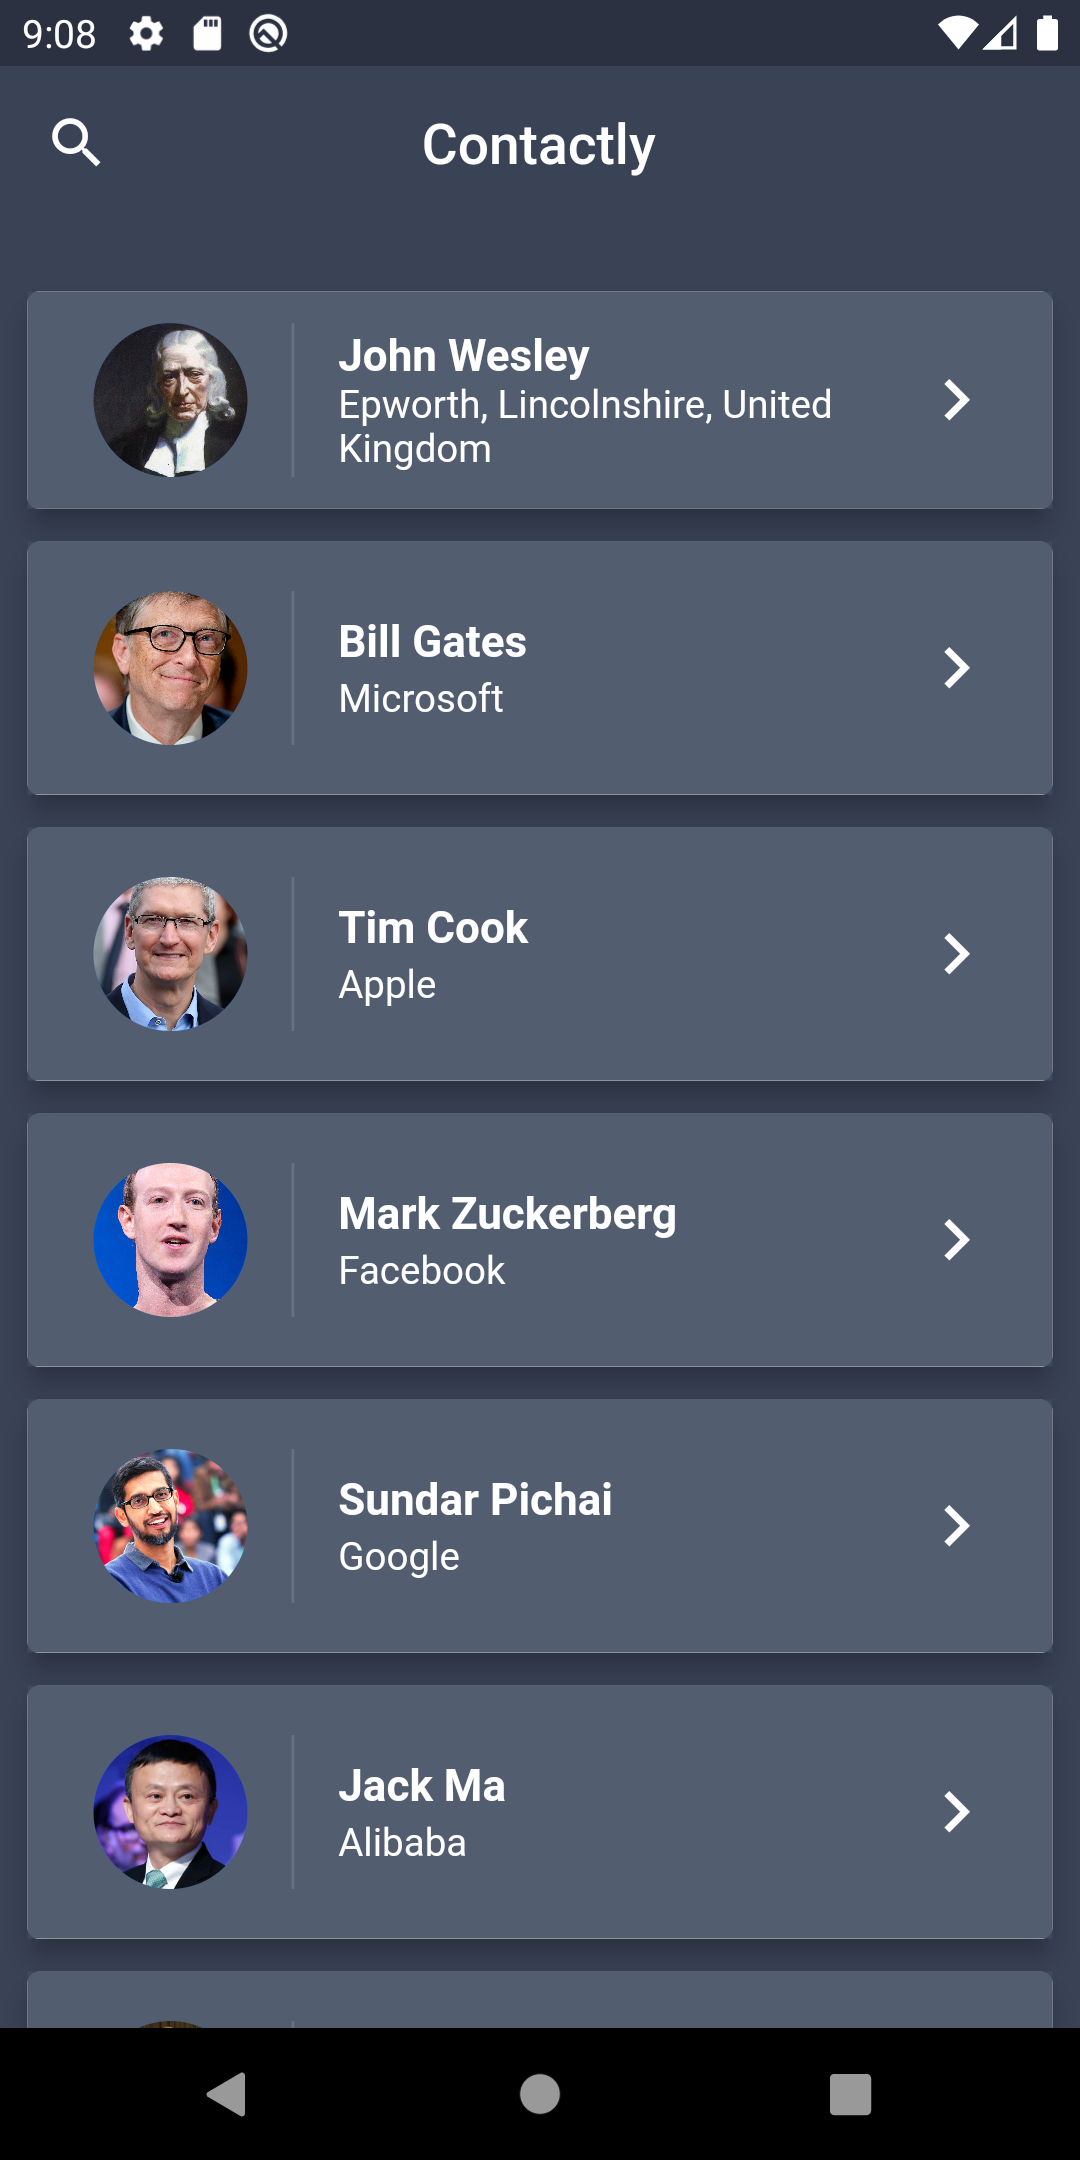 9:08
Contactly
John Wesley
Epworth, Lincolnshire, United
Kingdom
Bill Gates
Microsoft
Tim Cook
Apple
Mark Zuckerberg
Facebook
Sundar Pichai
Google
Jack Ma
Alibaba